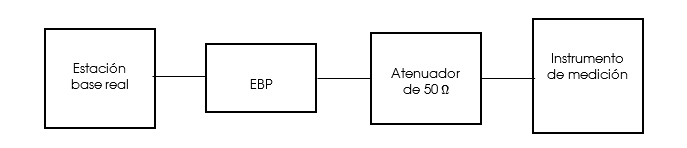 Estación
base real
EBP
Atenuador
de 50 Ω
Instrumento
de medición